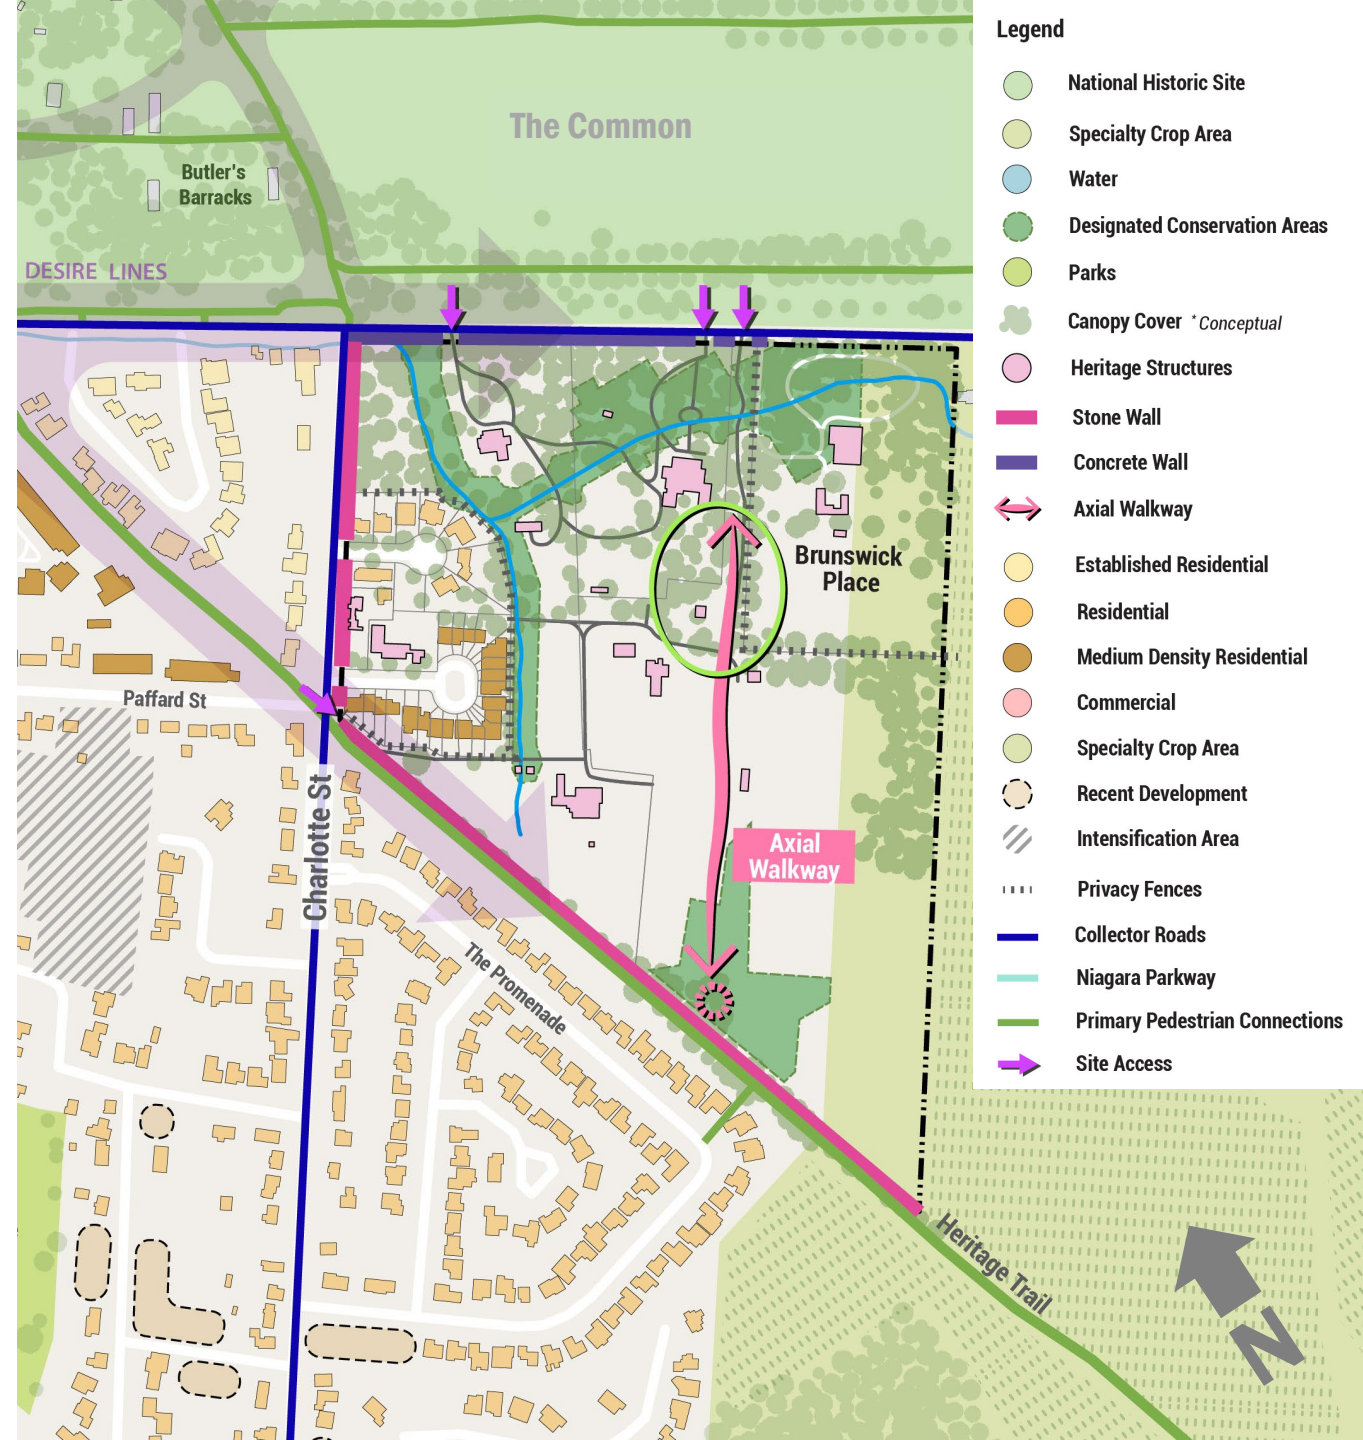 The Common
Butler's
Barracks
DESIRE LINES
Brunswick
Place
Paffard St
Charlotte St
Axial
Walkway
The Promenade
Heritage Trail
N
Legend
National Historic Site
Specialty Crop Area
Water
Designated Conservation Areas
Parks
Canopy Cover *Conceptual
Heritage Structures
Stone Wall
Concrete Wall
Axial Walkway
Established Residential
Residential
Medium Density Residential
Commercial
Specialty Crop Area
Recent Development
Intensification Area
Privacy Fences
Collector Roads
Niagara Parkway
Primary Pedestrian Connections
Site Access